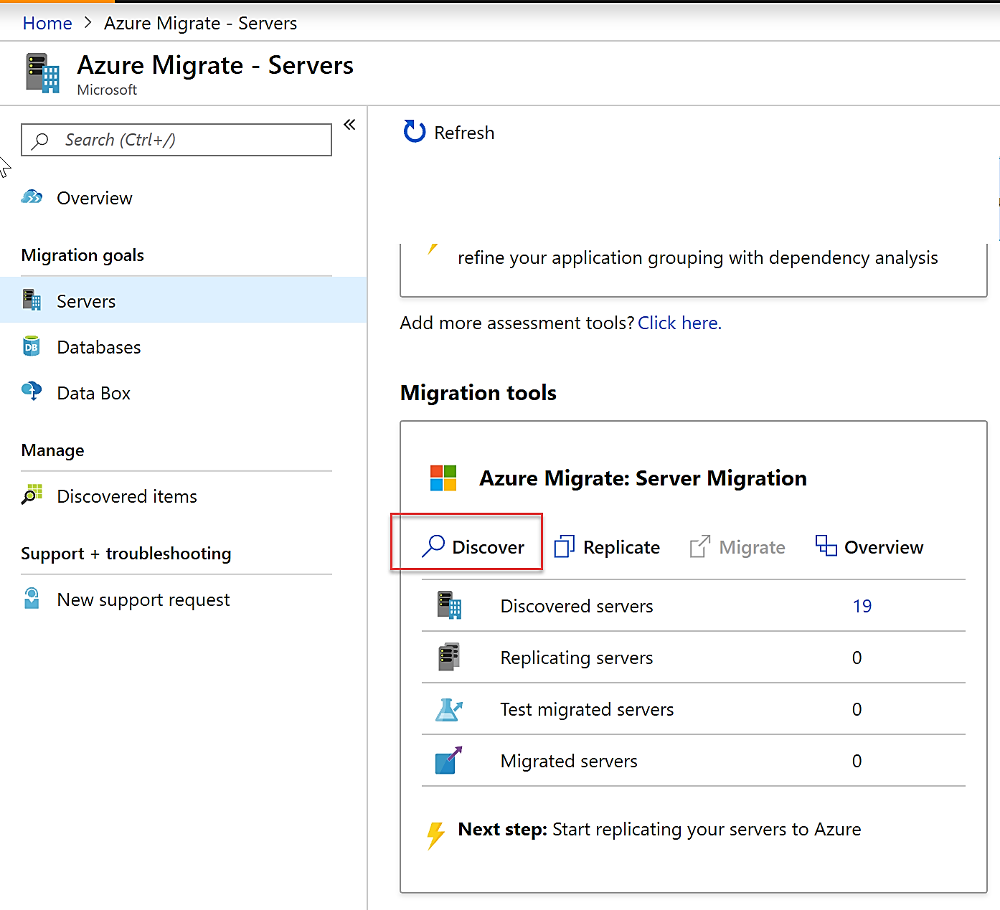 Home > Azure Migrate - Servers
Azure Migrate - Servers
Microsoft
Search (Ctrl+/)
«
Overview
Migration goals
Servers
DB
Databases
Data Box
Manage
Discovered items
Support + troubleshooting
New support request
Refresh
refine your application grouping with dependency analysis
Add more assessment tools? Click here.
Migration tools
Azure Migrate: Server Migration
Discover Replicate Migrate Overview
Discovered servers 19
Replicating servers 0
Test migrated servers 0
Migrated servers 0
Next step: Start replicating your servers to Azure